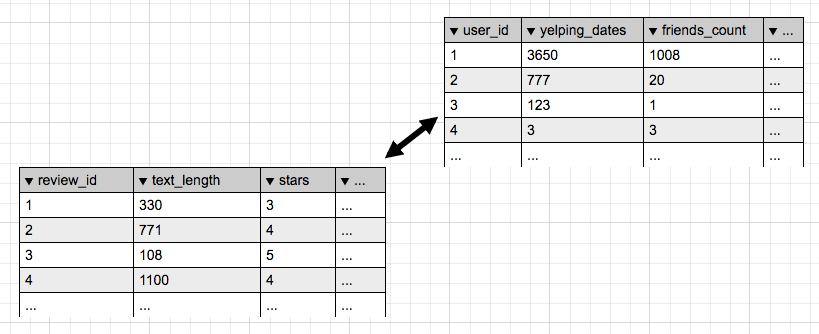 ▼ user_id ▼ yelping_dates ▼ friends_count ▼ ...
1 3650 1008 ...
2 777 20 ...
3 123 1 ...
4 3 3 ...
... ... ... ...
▼ review_id ▼ text_length ▼ stars ▼ ...
1 330 3 ...
2 771 4 ...
3 108 5 ...
4 1100 4 ...
... ... ... ...